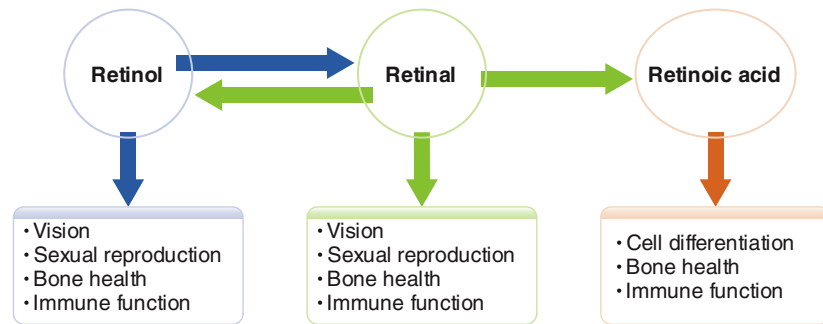 Retinol
Retinal
Retinoic acid
• Vision
• Sexual reproduction
• Bone health
• Immune function
• Vision
• Sexual reproduction
• Bone health
• Immune function
• Cell differentiation
• Bone health
• Immune function